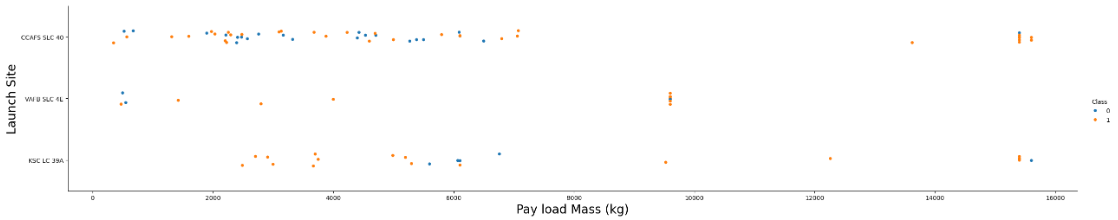 Launch Site
CCAFS SLC 40
VAFB SLC 4E
KSC LC 39A
0 2000 4000 6000 8000 10000 12000 14000 16000
Pay load Mass (kg)
Class
0
1